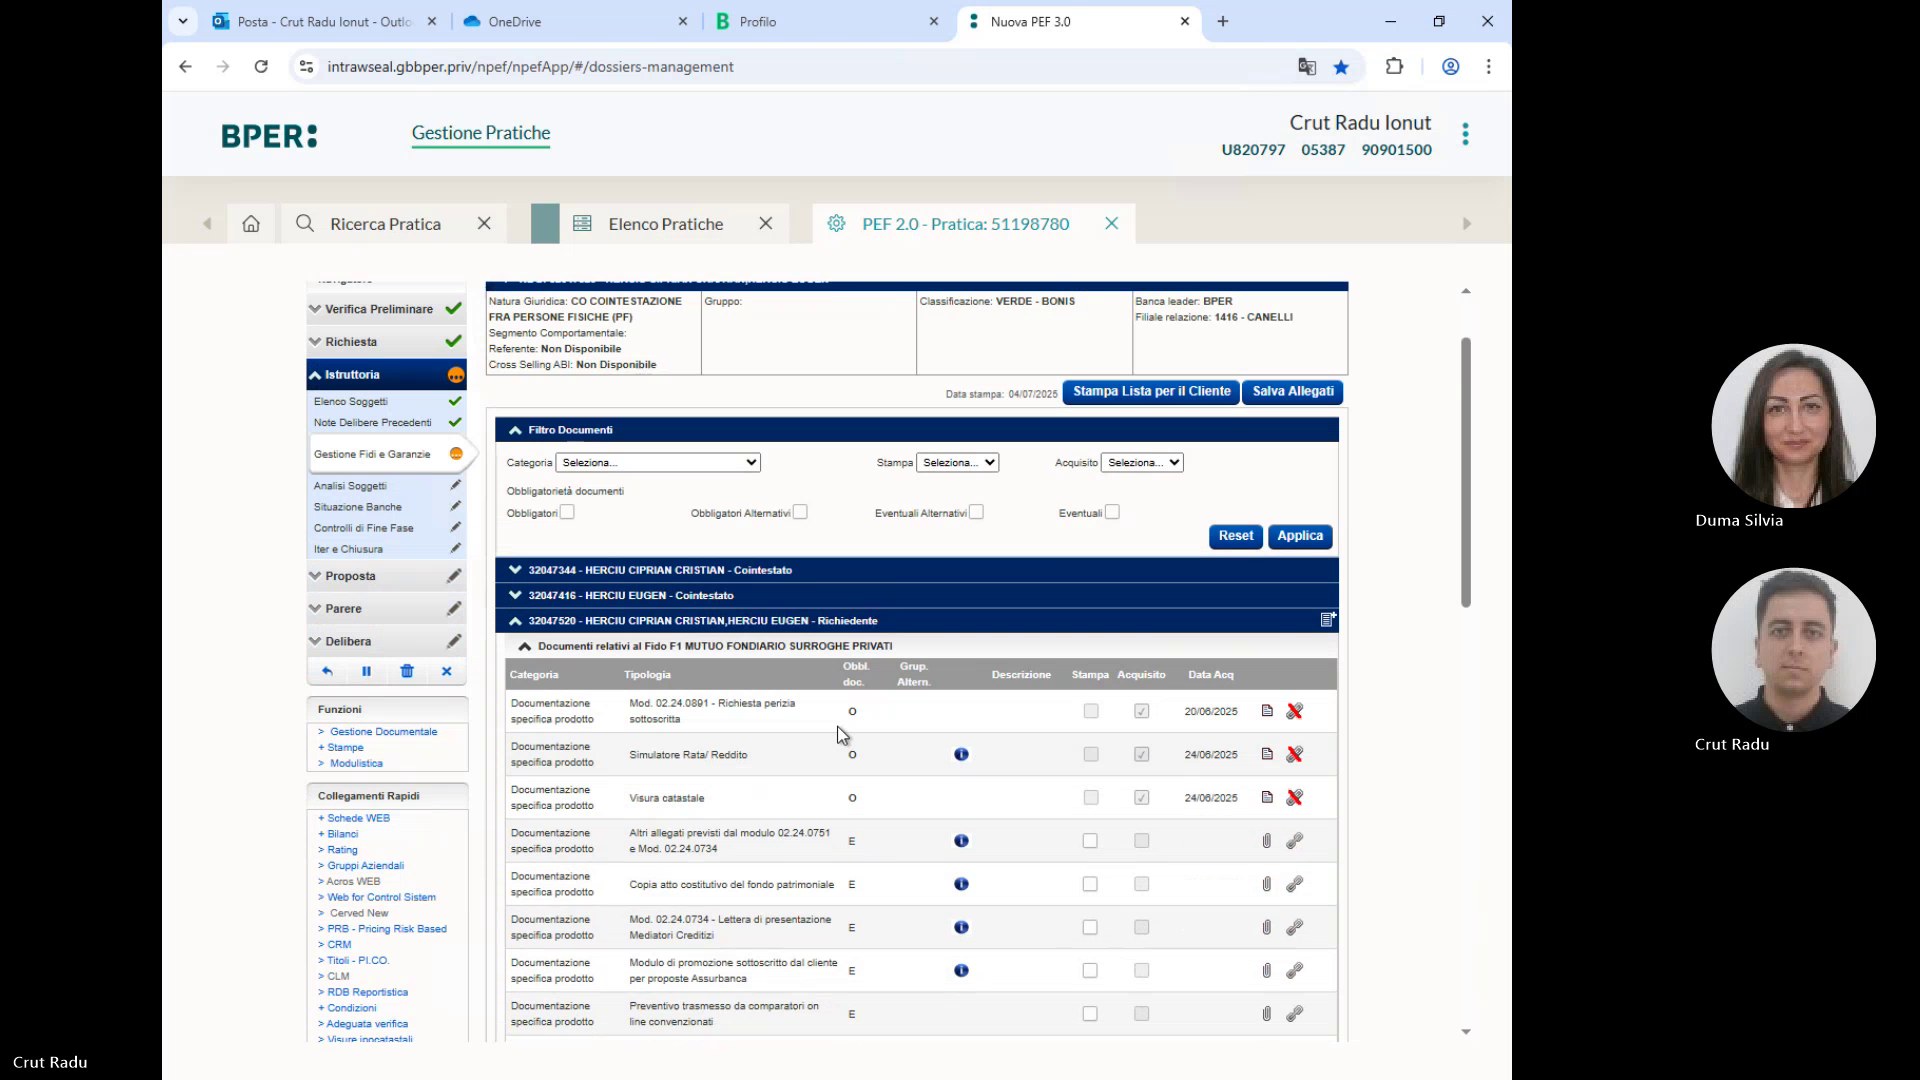 Posta - Crut Radu Ionut - Outlo
OneDrive
Profilo
Nuova PEF 3.0
intrawseal.gbbper.priv/npef/npefApp/#/dossiers-management
BPER:
Gestione Pratiche
Crut Radu Ionut
U820797 05387 90901500
Ricerca Pratica
Elenco Pratiche
PEF 2.0 - Pratica: 51198780
Verifica Preliminare
Richiesta
Istruttoria
Elenco Soggetti
Note Delibere Precedenti
Gestione Fidi e Garanzie
Analisi Soggetti
Situazione Banche
Controlli di Fine Fase
Iter e Chiusura
Proposta
Parere
Delibera
Funzioni
> Gestione Documentale
+ Stampe
> Modulistica
Collegamenti Rapidi
+ Schede WEB
+ Bilanci
> Rating
> Gruppi Aziendali
> Acros WEB
> Web for Control Sistem
> Cerved New
> PRB - Pricing Risk Based
> CRM
> Titoli - PI.CO.
> CLM
> RDB Reportistica
+ Condizioni
> Adeguata verifica
> Visure ipocatastali
Natura Giuridica: CO COINTESTAZIONE
FRA PERSONE FISICHE (PF)
Segmento Comportamentale:
Referente: Non Disponibile
Cross Selling ABI: Non Disponibile
Gruppo:
Classificazione: VERDE - BONIS
Banca leader: BPER
Filiale relazione: 1416 - CANELLI
Data stampa: 04/07/2025
Stampa Lista per il Cliente
Salva Allegati
Filtro Documenti
Categoria Seleziona...
Stampa Seleziona...
Acquisito Seleziona...
Obbligatorietà documenti
Obbligatori
Obbligatori Alternativi
Eventuali Alternativi
Eventuali
Reset
Applica
32047344 - HERCIU CIPRIAN CRISTIAN - Cointestato
32047416 - HERCIU EUGEN - Cointestato
32047520 - HERCIU CIPRIAN CRISTIAN,HERCIU EUGEN - Richiedente
Documenti relativi al Fido F1 MUTUO FONDIARIO SURROGHE PRIVATI
Categoria
Tipologia
Obbl.
doc.
Grup.
Altern.
Descrizione
Stampa
Acquisito
Data Acq
Documentazione
specifica prodotto
Mod. 02.24.0891 - Richiesta perizia
sottoscritta
O
20/06/2025
Documentazione
specifica prodotto
Simulatore Rata/ Reddito
O
24/06/2025
Documentazione
specifica prodotto
Visura catastale
O
24/06/2025
Documentazione
specifica prodotto
Altri allegati previsti dal modulo 02.24.0751
e Mod. 02.24.0734
E
Documentazione
specifica prodotto
Copia atto costitutivo del fondo patrimoniale
E
Documentazione
specifica prodotto
Mod. 02.24.0734 - Lettera di presentazione
Mediatori Creditizi
E
Documentazione
specifica prodotto
Modulo di promozione sottoscritto dal cliente
per proposte Assurbanca
E
Documentazione
specifica prodotto
Preventivo trasmesso da comparatori on
line convenzionati
E
Duma Silvia
Crut Radu
Crut Radu